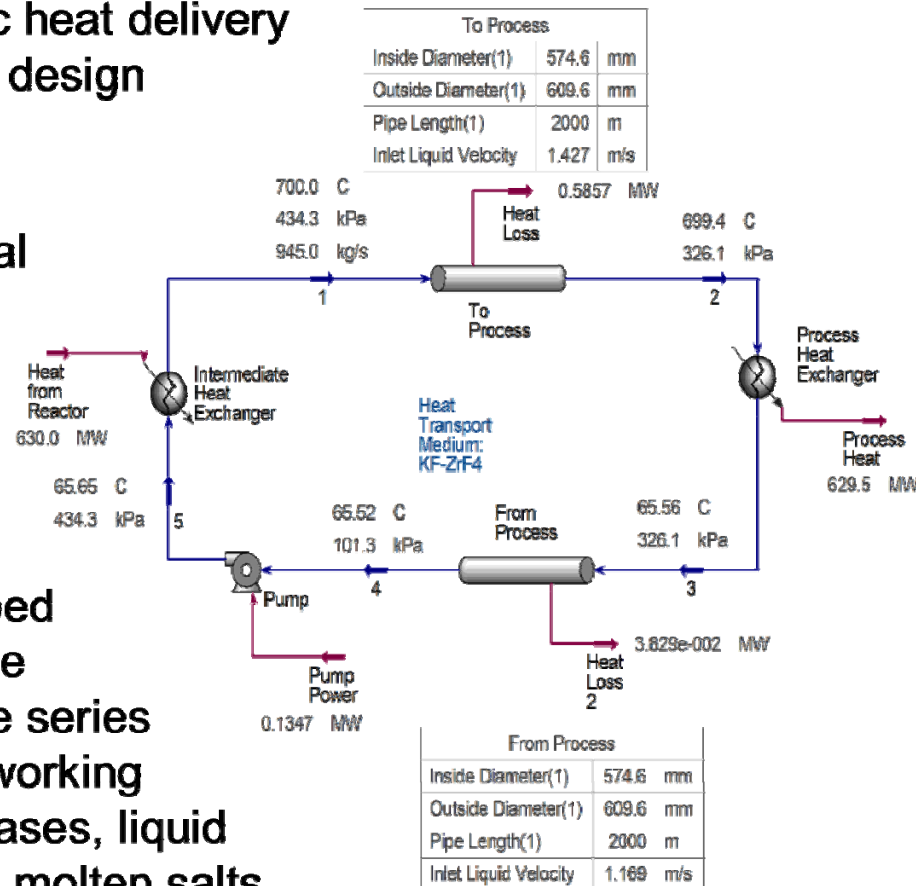 c heat delivery
design
To Process
Inside Diameter(1) 574.6 mm
Outside Diameter(1) 609.6 mm
Pipe Length(1) 2000 m
Inlet Liquid Velocity 1.427 m/s
700.0 C
434.3 kPa
945.0 kg/s
0.5857 MW
Heat
Loss
699.4 C
326.1 kPa
al
1
2
To
Process
Process
Heat
Exchanger
Heat
from
Reactor
630.0 MW
Intermediate
Heat
Exchanger
Heat
Transport
Medium:
KF-ZrF4
Process
Heat
629.5 MW
65.65 C
434.3 kPa
5
65.52 C
101.3 kPa
From
Process
65.56 C
326.1 kPa
4
3
Pump
ped
e
e series
working
ases, liquid
molten salts
Pump
Power
0.1347 MW
3.829e-002 MW
Heat
Loss
2
From Process
Inside Diameter(1) 574.6 mm
Outside Diameter(1) 609.6 mm
Pipe Length(1) 2000 m
Inlet Liquid Velocity 1.169 m/s